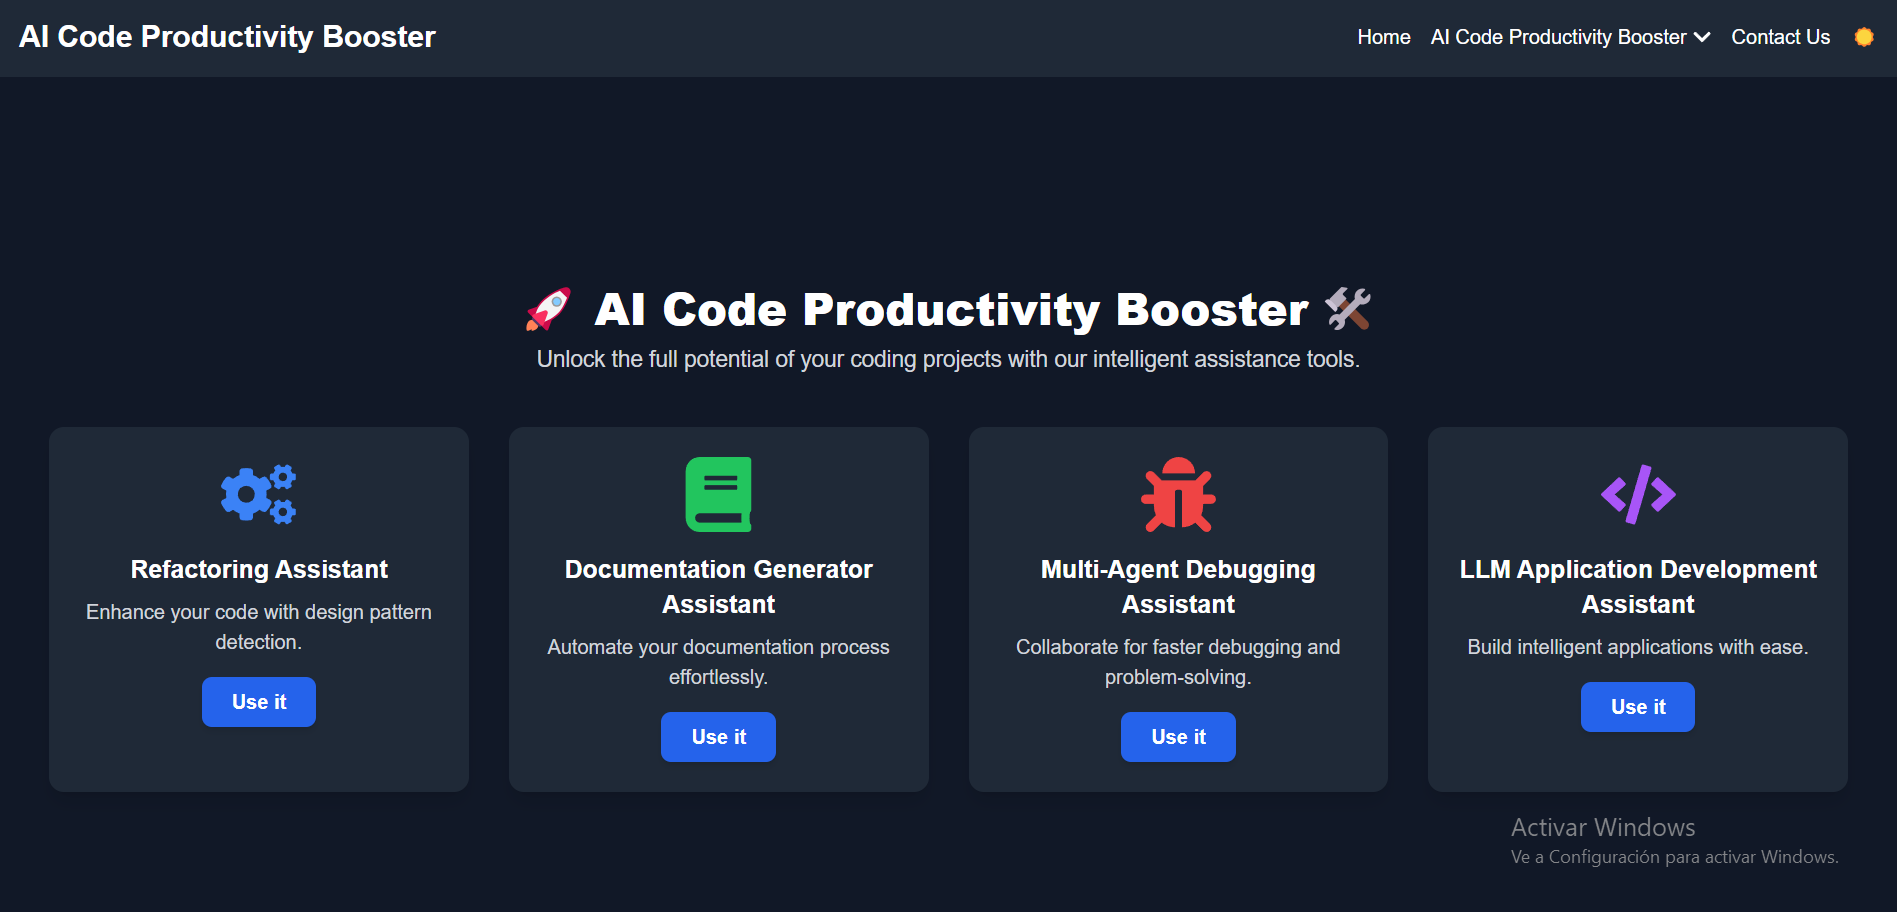 AI Code Productivity Booster
Home AI Code Productivity Booster Contact Us
AI Code Productivity Booster
Unlock the full potential of your coding projects with our intelligent assistance tools.
Refactoring Assistant
Enhance your code with design pattern
detection.
Use it
Documentation Generator
Assistant
Automate your documentation process
effortlessly.
Use it
Multi-Agent Debugging
Assistant
Collaborate for faster debugging and
problem-solving.
Use it
LLM Application Development
Assistant
Build intelligent applications with ease.
Use it
Activar Windows
Ve a Configuración para activar Windows.